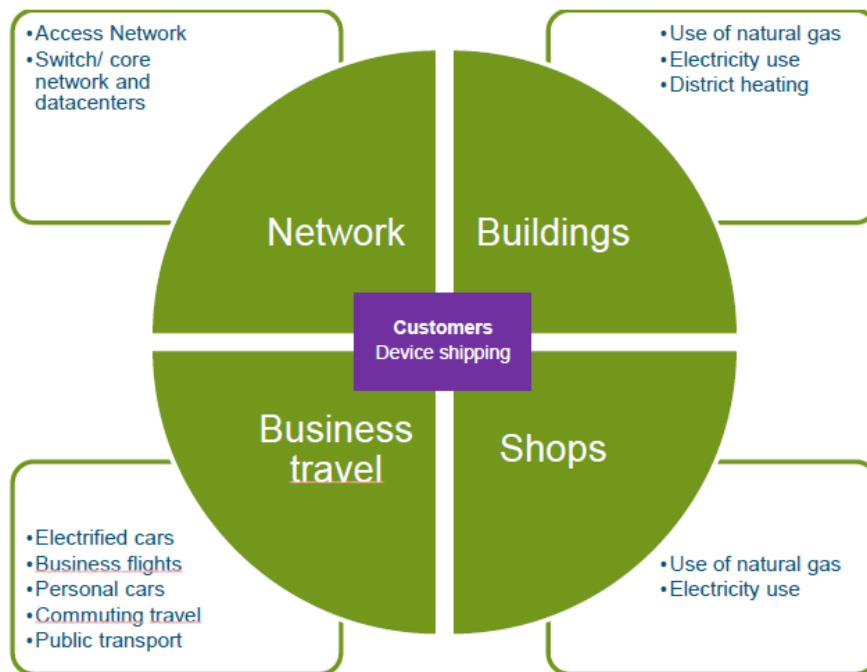 •Access Network
•Switch/ core
network and
datacenters
•Use of natural gas
•Electricity use
•District heating
Network
Buildings
Customers
Device shipping
Business
travel
Shops
•Electrified cars
•Business flights
•Personal cars
•Commuting travel
•Public transport
•Use of natural gas
•Electricity use